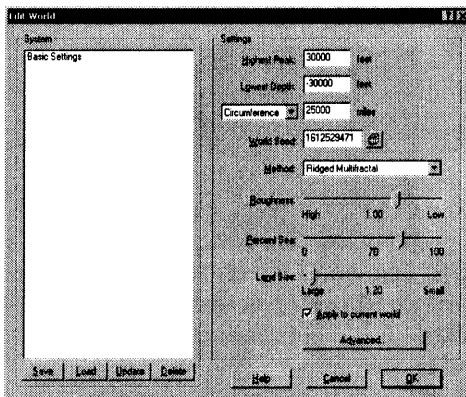 Edit World
System
Basic Settings
Save Load Update Delete
Settings
Highest Peak: 30000 feet
Lowest Depth: -30000 feet
Circumference 25000 miles
World Seed: 1612529471
Method: Ridged Multifractal
Roughness:
High 1.00 Low
Percent Sea:
0 70 100
Land Size:
Large 1.20 Small
Apply to current world
Advanced...
Help Cancel OK